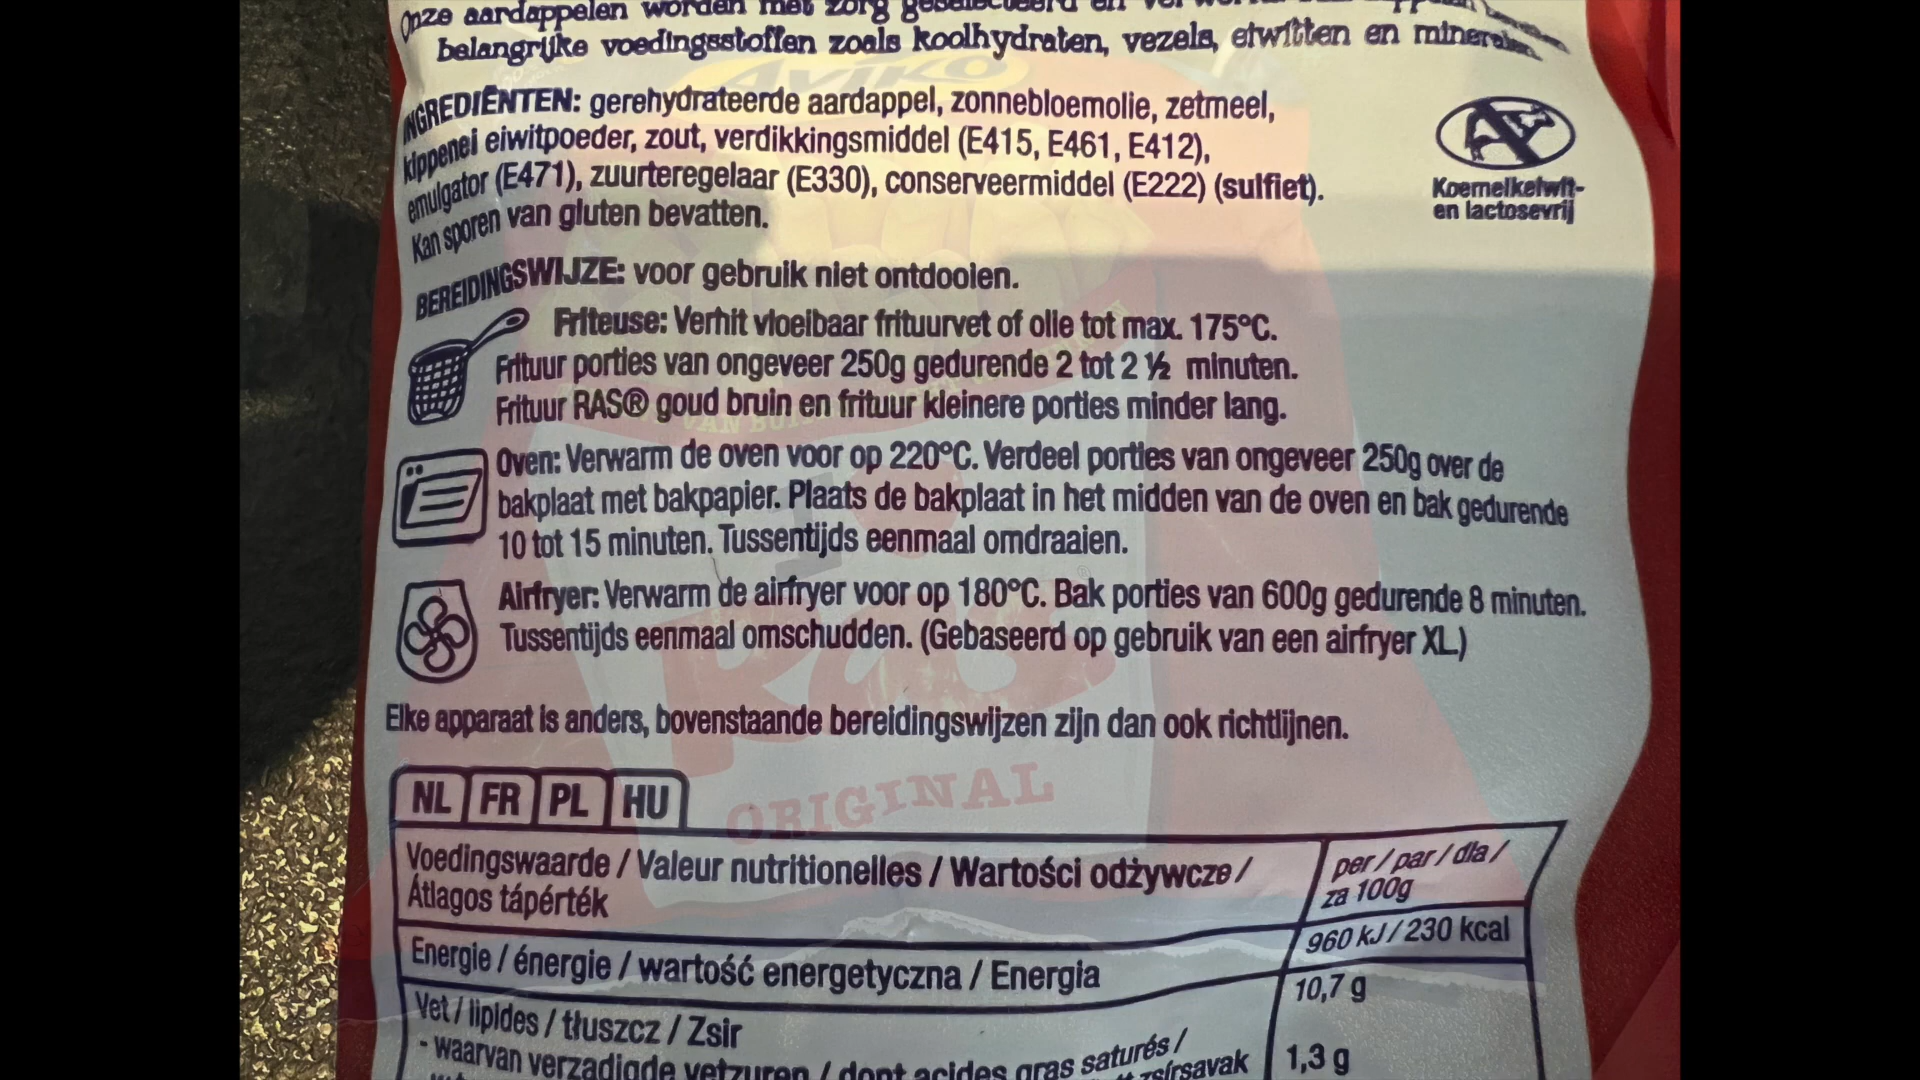 Onze aardappelen worden met zorg
belangrijke voedingsstoffen zoals koolhydraten, vezels, eiwitten en mineralen.
AVIKO
INGREDIËNTEN: gerehydrateerde aardappel, zonnebloemolie, zetmeel,
kippenei eiwitpoeder, zout, verdikkingsmiddel (E415, E461, E412),
emulgator (E471), zuurteregelaar (E330), conserveermiddel (E222) (sulfiet).
Kan sporen van gluten bevatten.
Koemelkeiwit-
en lactosevrij
BEREIDINGSWIJZE: voor gebruik niet ontdooien.
Friteuse: Verhit vloeibaar frituurvet of olie tot max. 175°C.
Frituur porties van ongeveer 250g gedurende 2 tot 2 ½ minuten.
Frituur RAS® goud bruin en frituur kleinere porties minder lang.
Oven: Verwarm de oven voor op 220°C. Verdeel porties van ongeveer 250g over de
bakplaat met bakpapier. Plaats de bakplaat in het midden van de oven en bak gedurende
10 tot 15 minuten. Tussentijds eenmaal omdraaien.
Airfryer: Verwarm de airfryer voor op 180°C. Bak porties van 600g gedurende 8 minuten.
Tussentijds eenmaal omschudden. (Gebaseerd op gebruik van een airfryer XL)
Ras
Elke apparaat is anders, bovenstaande bereidingswijzen zijn dan ook richtlijnen.
ORIGINAL
NL FR PL HU
Voedingswaarde / Valeur nutritionelles / Wartości odżywcze /
Átlagos tápérték
per / par / dla /
za 100g
Energie / énergie / wartość energetyczna / Energia
960 kJ / 230 kcal
Vet / lipides / tłuszcz / Zsir
10,7 g
- waarvan verzadigde vetzuren / dont acides gras saturés /
zsírsavak
1,3 g